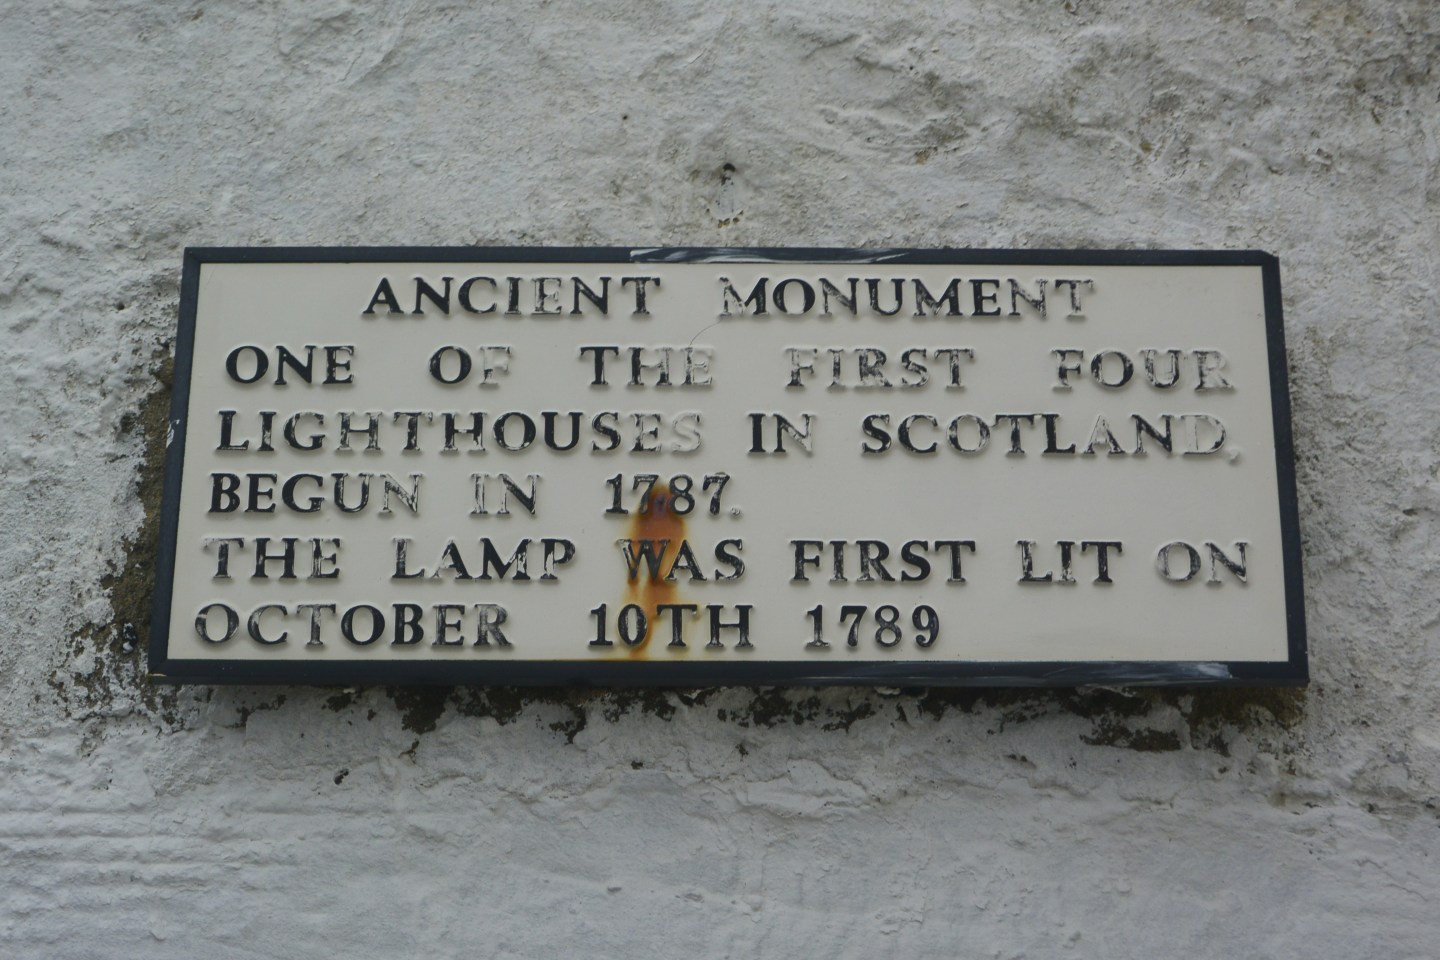 ANCIENT MONUMENT
ONE OF THE FIRST FOUR
LIGHTHOUSES IN SCOTLAND,
BEGUN IN 1787.
THE LAMP WAS FIRST LIT ON
OCTOBER 10TH 1789